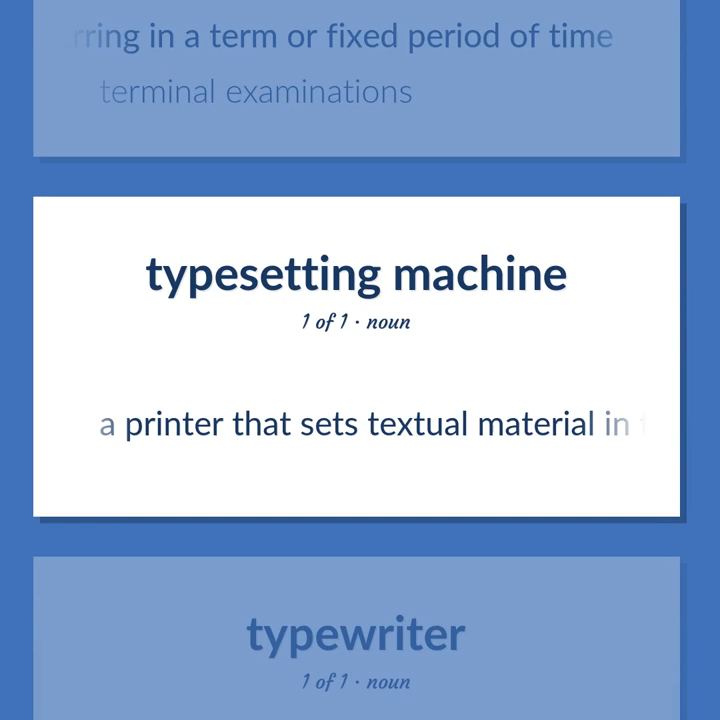 in a term or fixed period of time
terminal examinations
typesetting machine
1 of 1 · noun
a printer that sets textual material in
typewriter
1 of 1 · noun